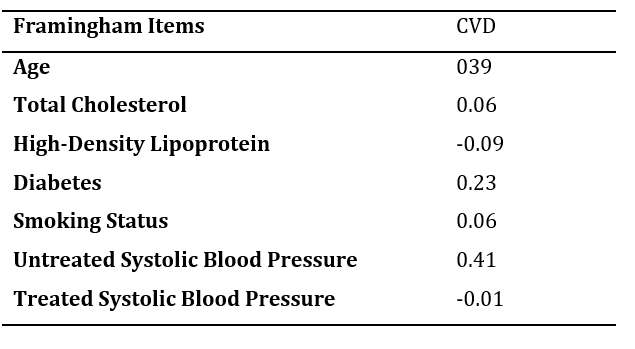 Framingham Items CVD
Age 039
Total Cholesterol 0.06
High-Density Lipoprotein -0.09
Diabetes 0.23
Smoking Status 0.06
Untreated Systolic Blood Pressure 0.41
Treated Systolic Blood Pressure -0.01